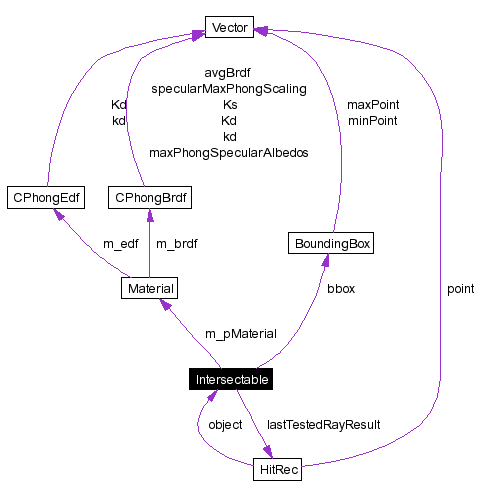 Vector
avgBrdf
specularMaxPhongScaling
Ks
Kd
kd
maxPhongSpecularAlbedos
Kd
kd
maxPoint
minPoint
CPhongEdf
CPhongBrdf
BoundingBox
m_edf
m_brdf
Material
bbox
point
m_pMaterial
Intersectable
object
lastTestedRayResult
HitRec